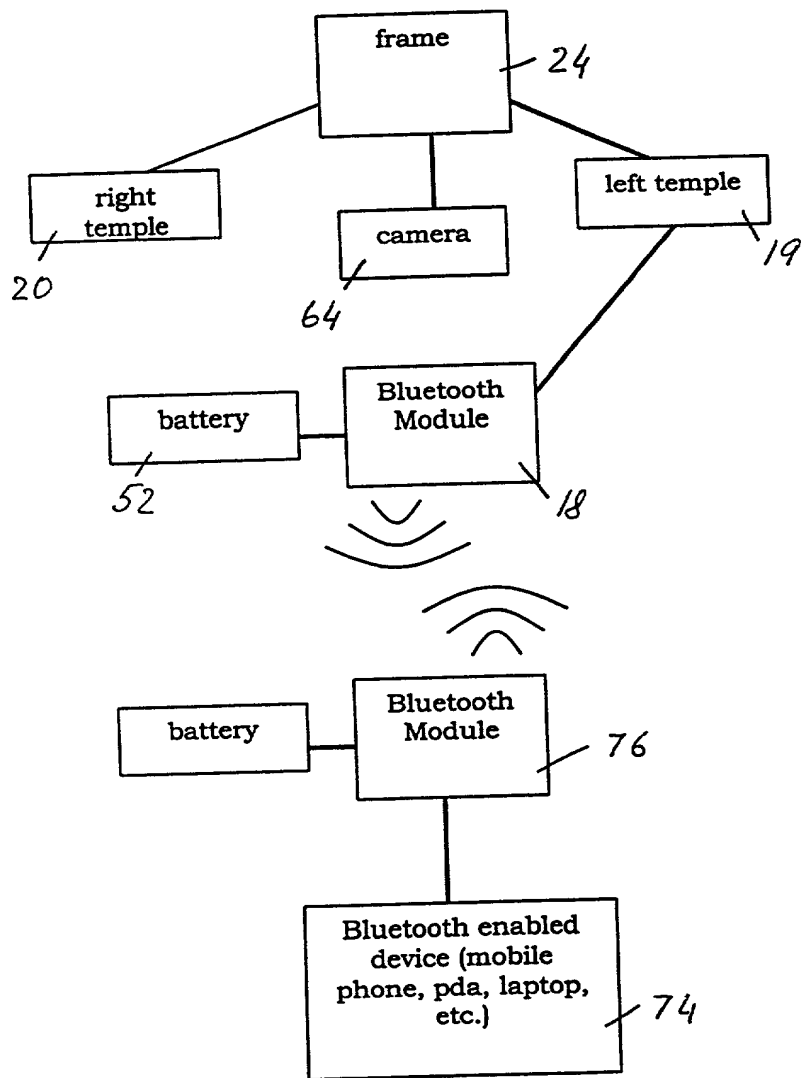 frame
24
right
temple
20
camera
64
left temple
19
battery
52
Bluetooth
Module
18
battery
Bluetooth
Module
76
Bluetooth enabled
device (mobile
phone, pda, laptop,
etc.)
74